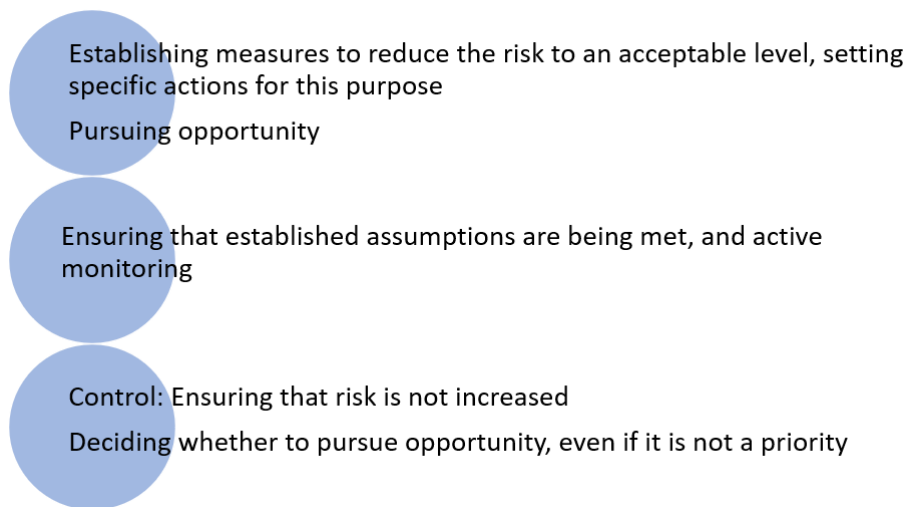 Establishing measures to reduce the risk to an acceptable level, setting
specific actions for this purpose
Pursuing opportunity
Ensuring that established assumptions are being met, and active
monitoring
Control: Ensuring that risk is not increased
Deciding whether to pursue opportunity, even if it is not a priority